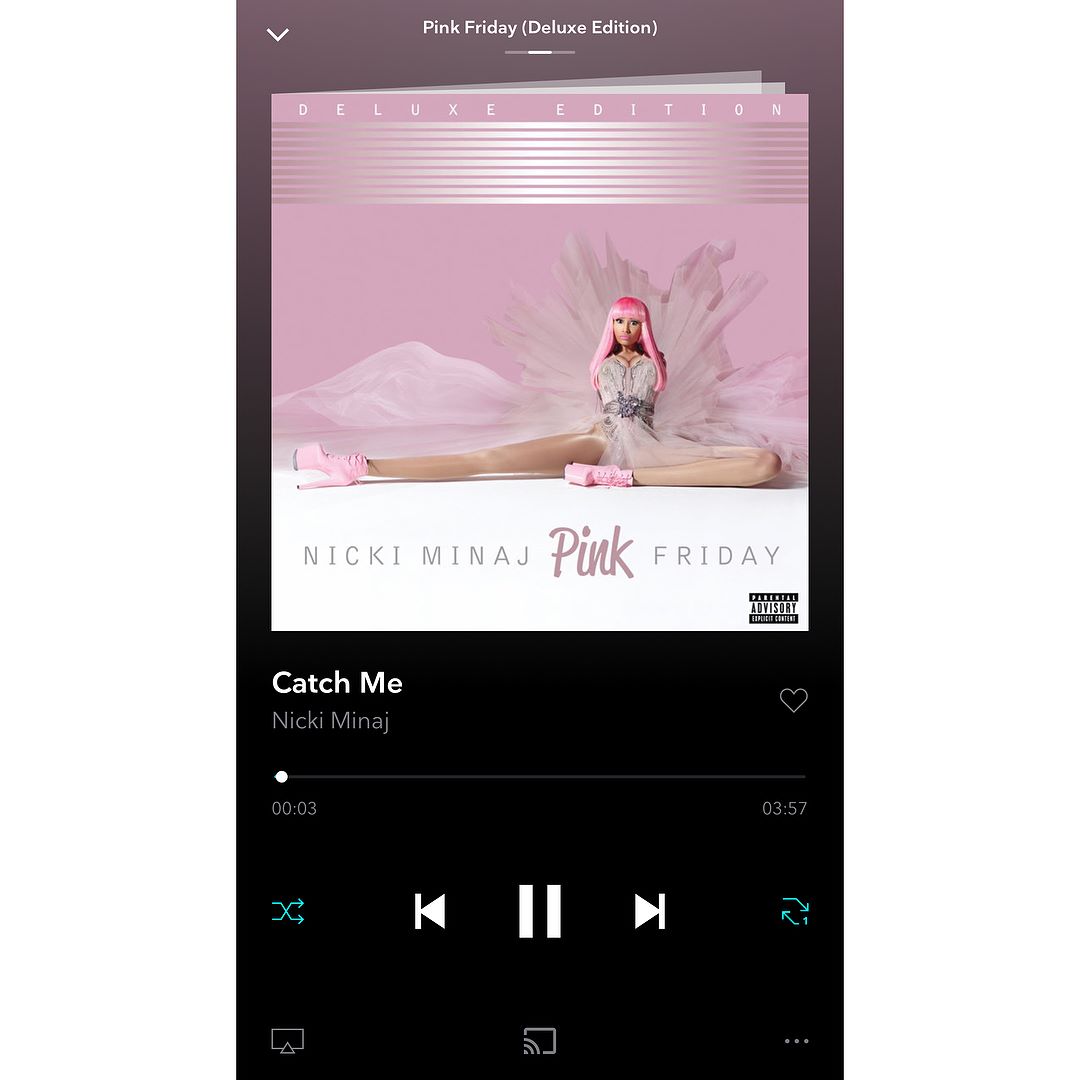 Pink Friday (Deluxe Edition)
DELUXE EDITION
NICKI MINAJ Pink FRIDAY
PARENTAL
ADVISORY
EXPLICIT CONTENT
Catch Me
Nicki Minaj
00:03 03:57
1